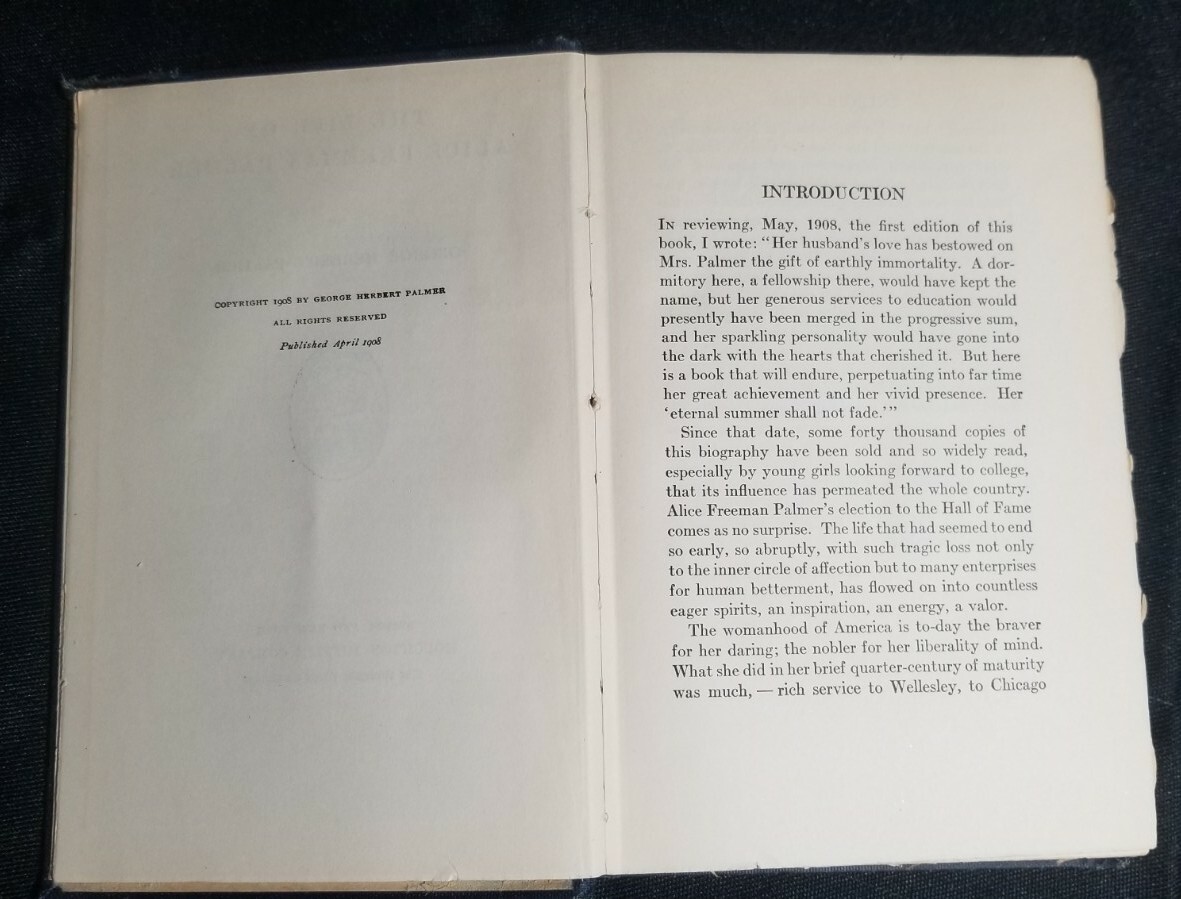 COPYRIGHT 1908 BY GEORGE HERBERT PALMER
ALL RIGHTS RESERVED
Published April 1908
INTRODUCTION
IN reviewing, May, 1908, the first edition of this
book, I wrote: “Her husband's love has bestowed on
Mrs. Palmer the gift of earthly immortality. A dor-
mitory here, a fellowship there, would have kept the
name, but her generous services to education would
presently have been merged in the progressive sum,
and her sparkling personality would have gone into
the dark with the hearts that cherished it. But here
is a book that will endure, perpetuating into far time
her great achievement and her vivid presence. Her
‘eternal summer shall not fade.’”
Since that date, some forty thousand copies of
this biography have been sold and so widely read,
especially by young girls looking forward to college,
that its influence has permeated the whole country.
Alice Freeman Palmer's election to the Hall of Fame
comes as no surprise. The life that had seemed to end
so early, so abruptly, with such tragic loss not only
to the inner circle of affection but to many enterprises
for human betterment, has flowed on into countless
eager spirits, an inspiration, an energy, a valor.
The womanhood of America is to-day the braver
for her daring; the nobler for her liberality of mind.
What she did in her brief quarter-century of maturity
was much, — rich service to Wellesley, to Chicago